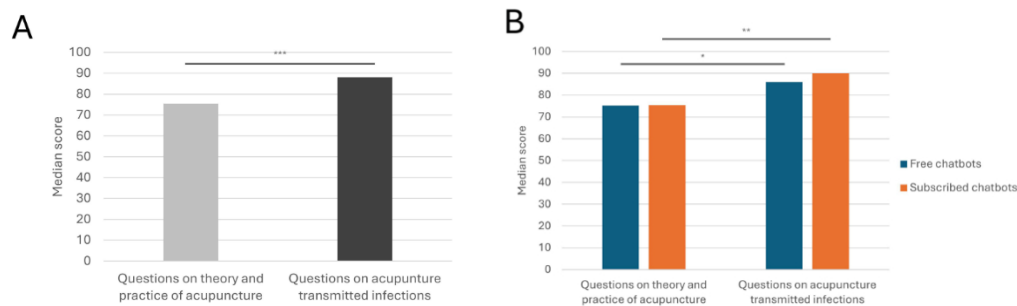 A
***
100
90
80
70
60
50
40
30
20
10
0
Median score
Questions on theory and
practice of acupuncture
Questions on acupunture
transmitted infections
B
**
*
100
90
80
70
60
50
40
30
20
10
0
Median score
Questions on theory and
practice of acupuncture
Questions on acupuncture
transmitted infections
Free chatbots
Subscribed chatbots